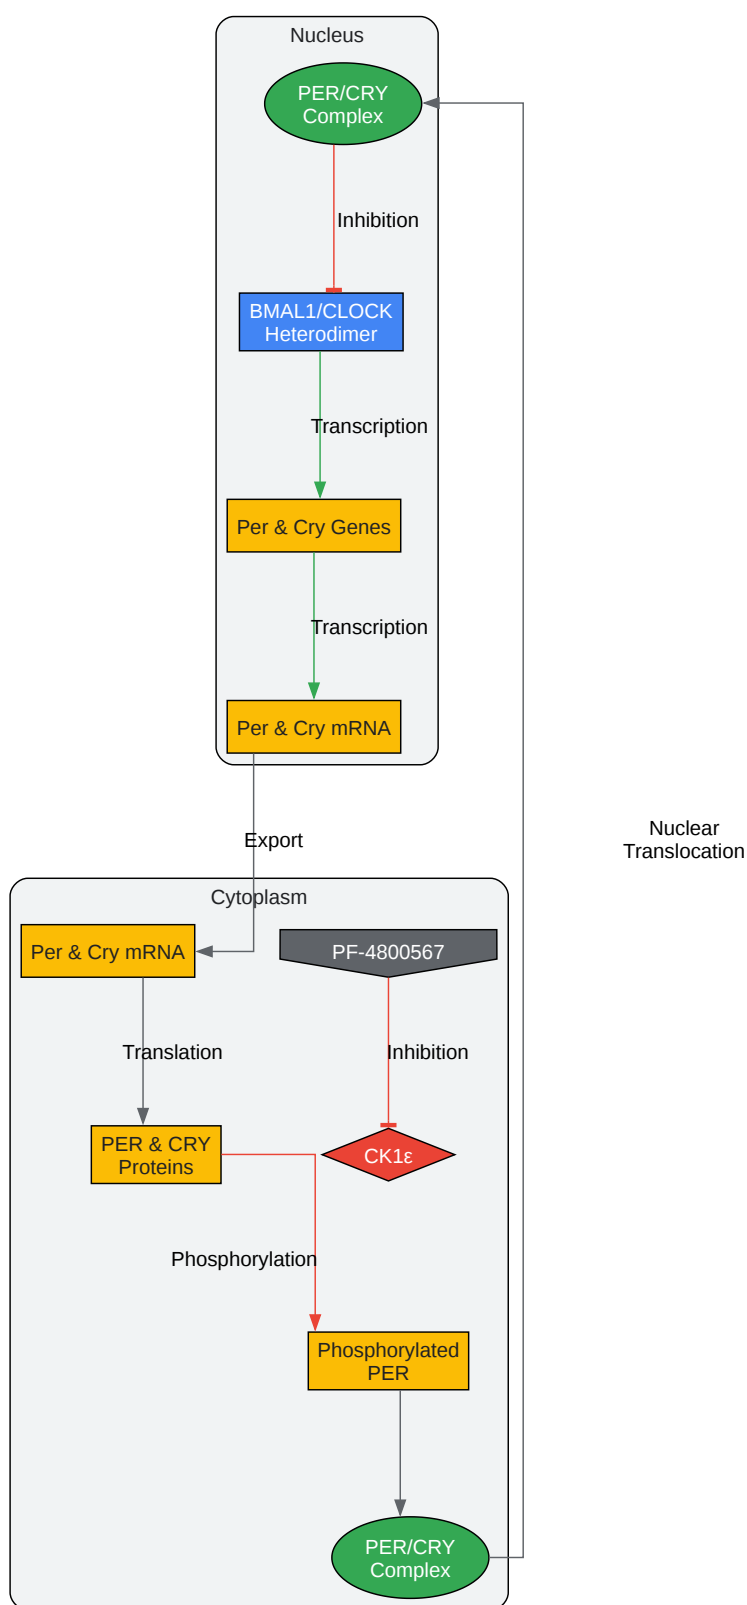 Nucleus
PER/CRY
Complex
Inhibition
BMAL1/CLOCK
Heterodimer
Transcription
Per & Cry Genes
Transcription
Per & Cry mRNA
Nuclear
Translocation
Export
Cytoplasm
Per & Cry mRNA
PF-4800567
Translation
Inhibition
PER & CRY
Proteins
CK1ε
Phosphorylation
Phosphorylated
PER
PER/CRY
Complex